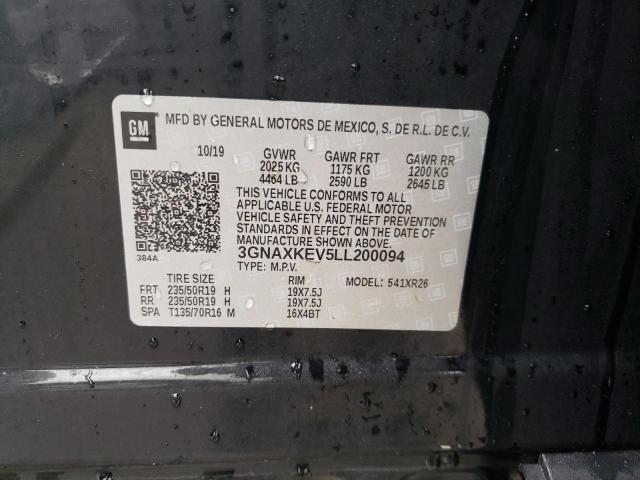 GM
MFD BY GENERAL MOTORS DE MEXICO, S. DE R.L. DE C.V.
10/19 GVWR GAWR FRT GAWR RR
2025 KG 1175 KG 1200 KG
4464 LB 2590 LB 2645 LB
THIS VEHICLE CONFORMS TO ALL
APPLICABLE U.S. FEDERAL MOTOR
VEHICLE SAFETY AND THEFT PREVENTION
STANDARDS IN EFFECT ON THE DATE
OF MANUFACTURE SHOWN ABOVE.
384A 3GNAXKEV5LL200094
TYPE: M.P.V.
TIRE SIZE RIM MODEL: 541XR26
FRT 235/50R19 H 19X7.5J
RR 235/50R19 H 19X7.5J
SPA T135/70R16 M 16X4BT